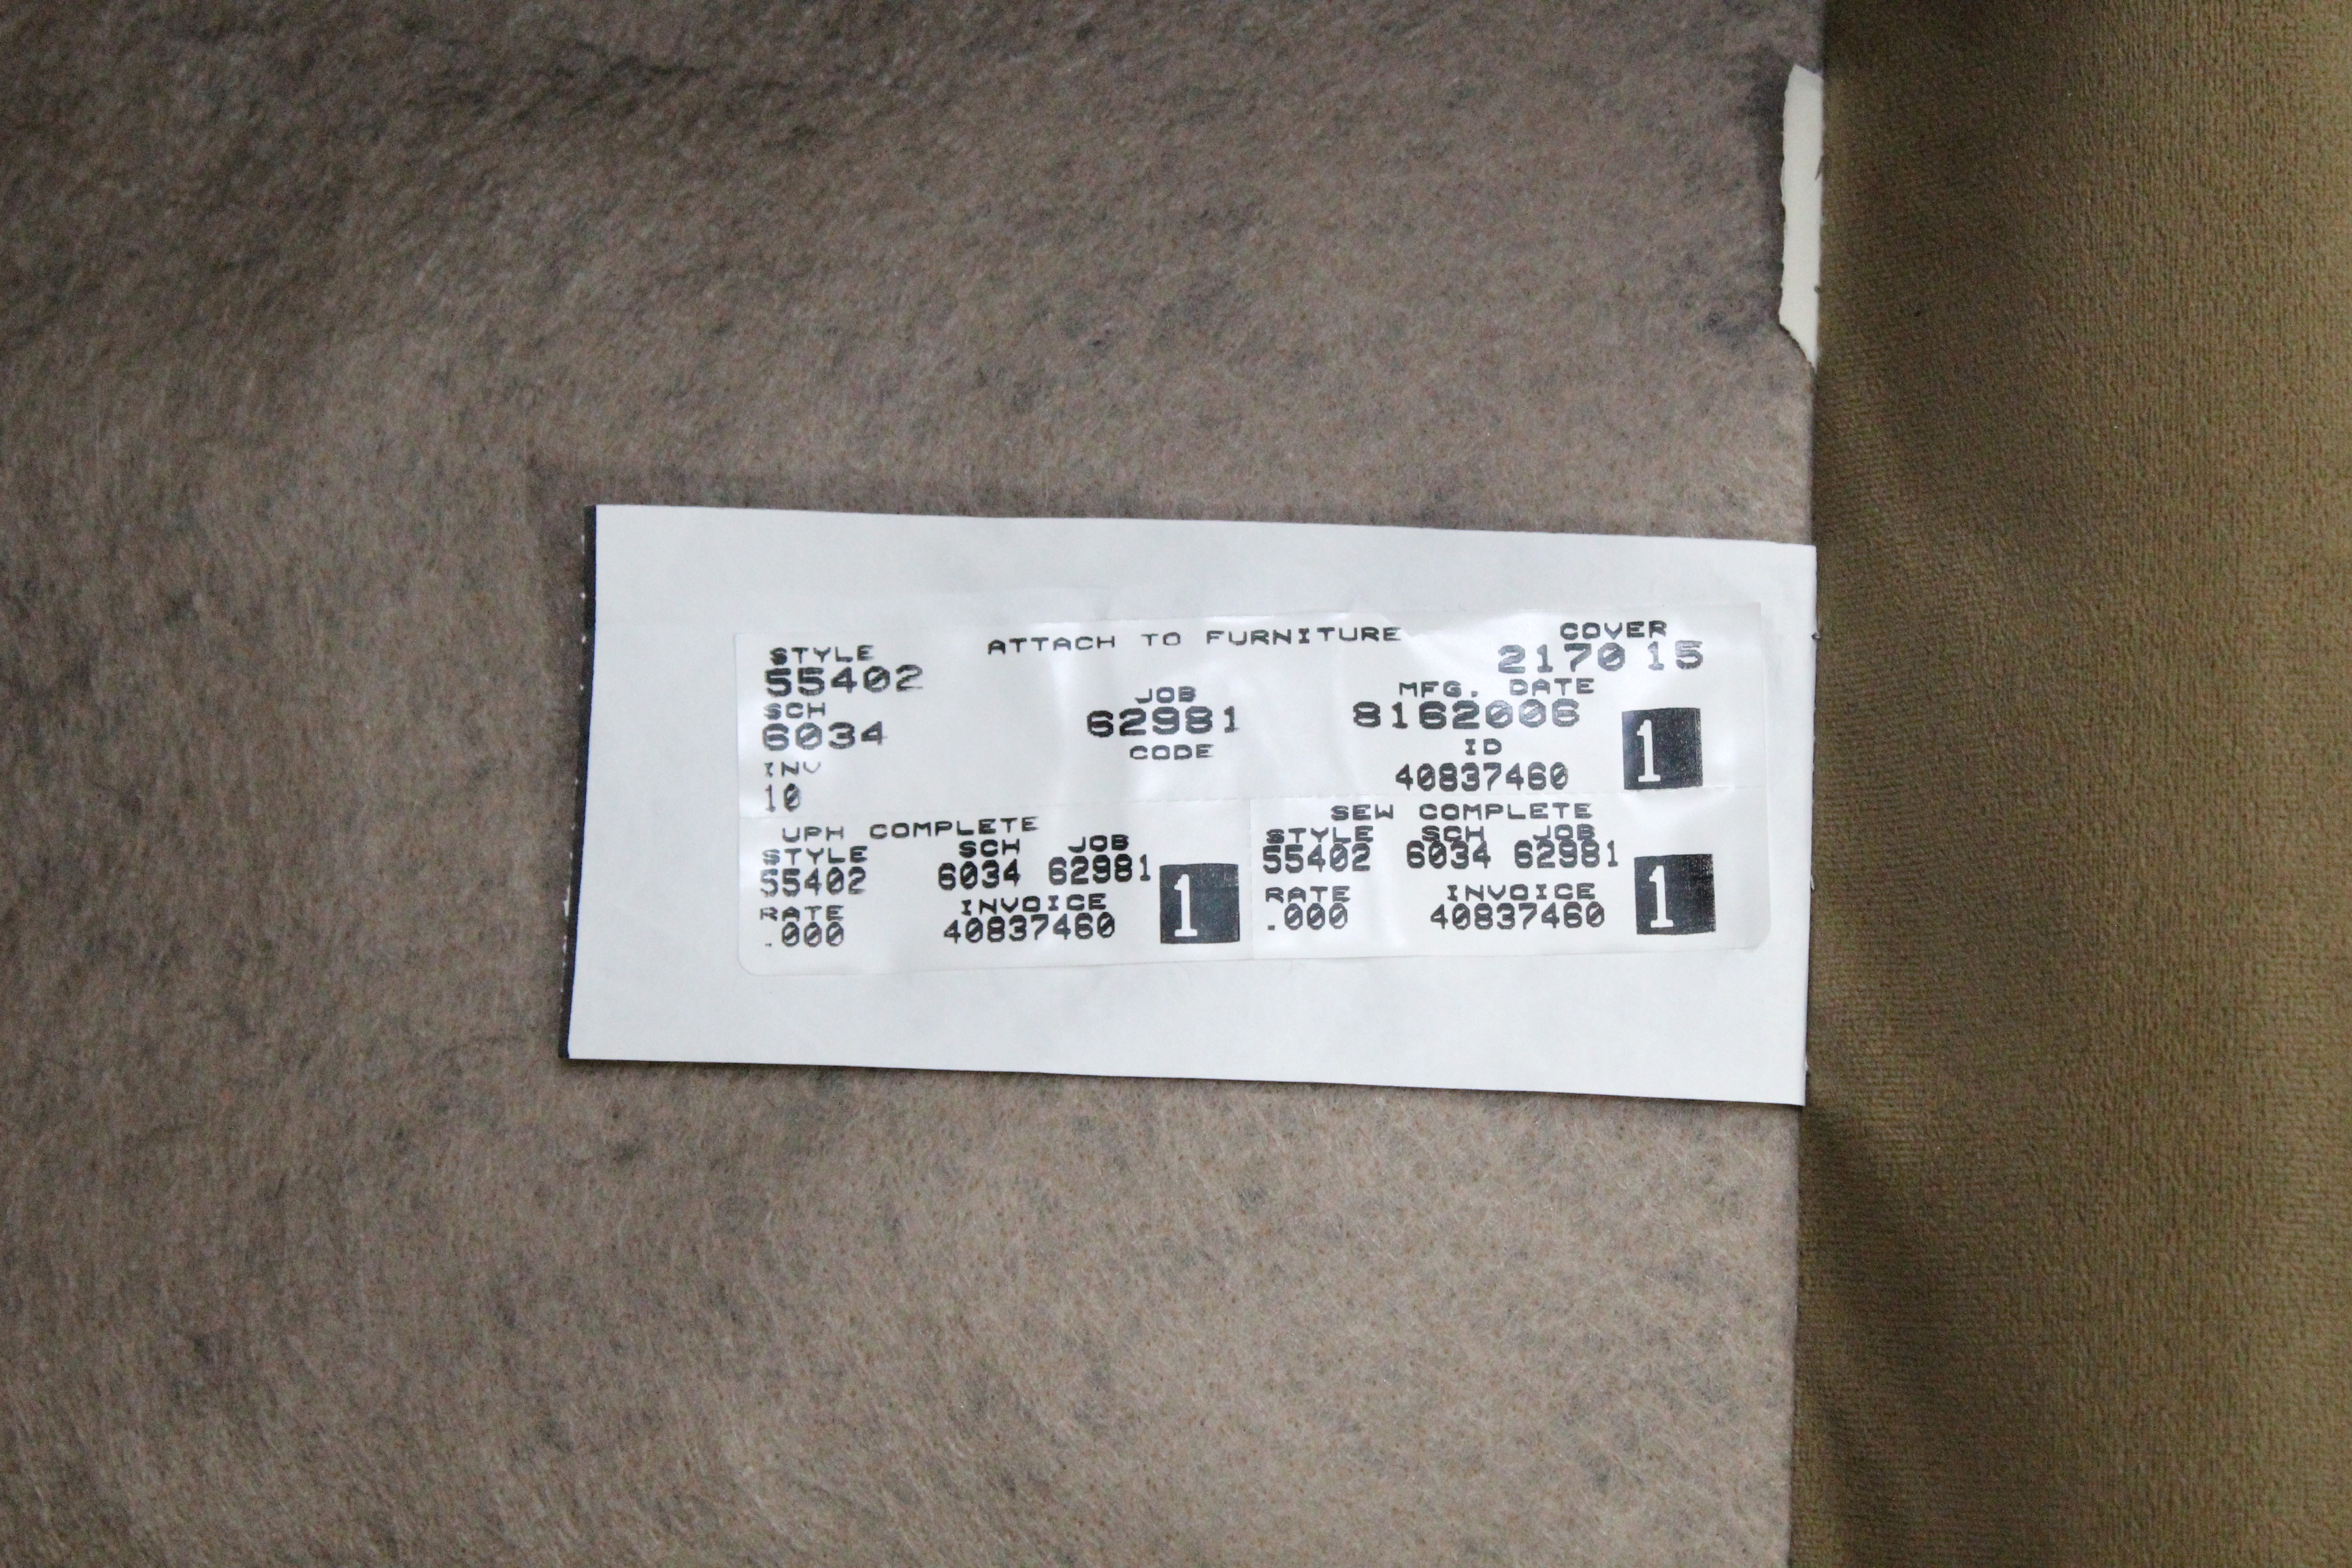 ATTACH TO FURNITURE
STYLE
55402
SCH
6034
INV
10
JOB
62981
CODE
COVER
2170 15
MFG. DATE
8162006
ID
40837460
1
UPH COMPLETE
STYLE SCH JOB
55402 6034 62981
RATE INVOICE
.000 40837460
1
SEW COMPLETE
STYLE SCH JOB
55402 6034 62981
RATE INVOICE
.000 40837460
1